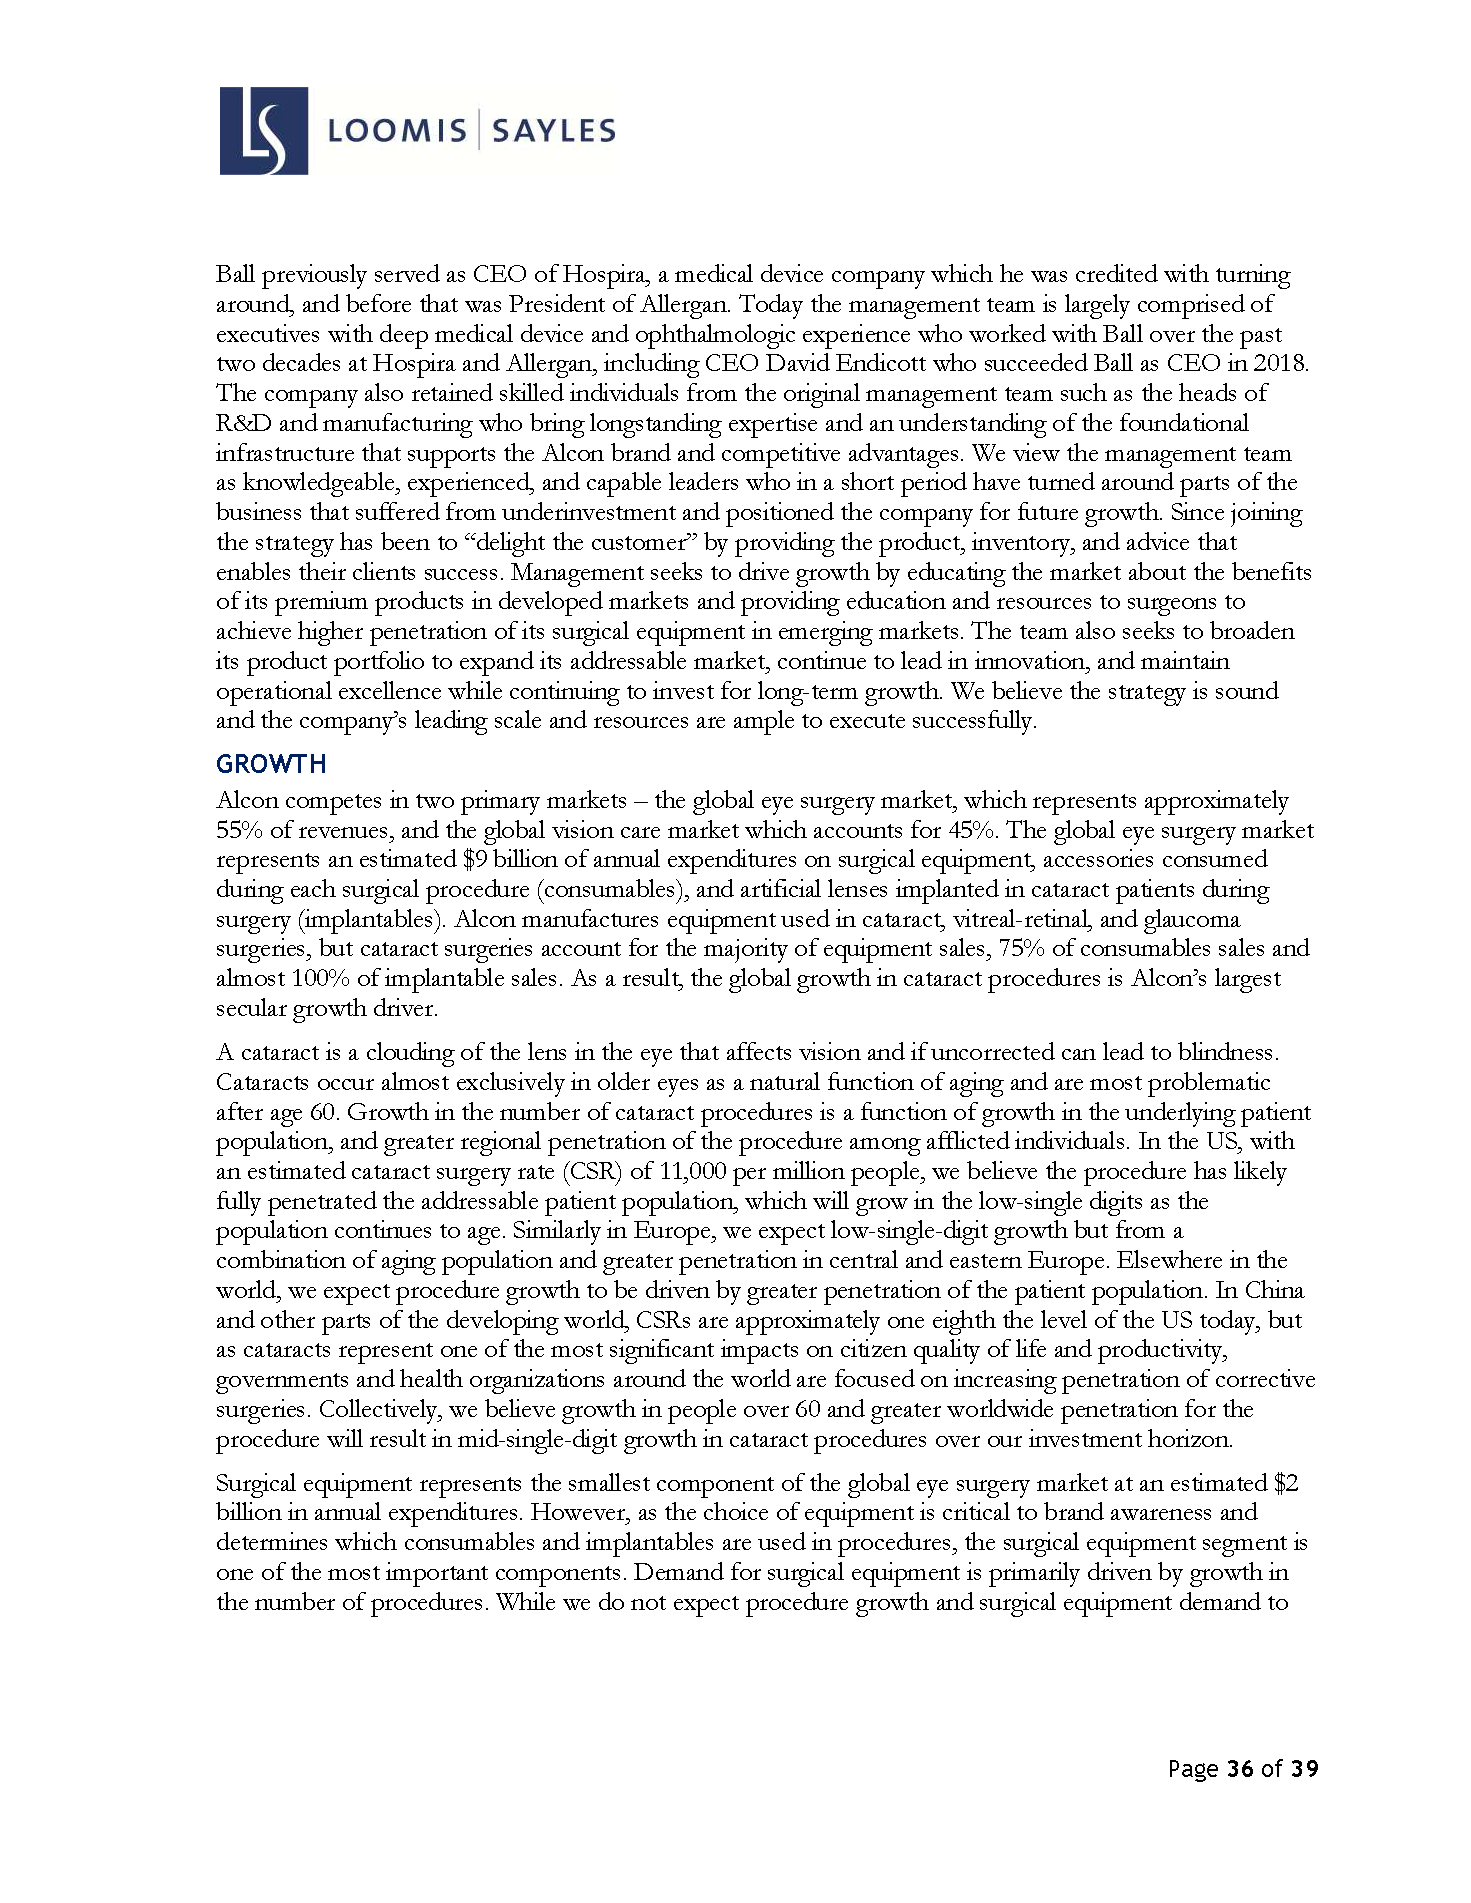 LS LOOMIS | SAYLES
Ball previously served as CEO of Hospira, a medical device company which he was credited with turning
around, and before that was President of Allergan. Today the management team is largely comprised of
executives with deep medical device and ophthalmologic experience who worked with Ball over the past
two decades at Hospira and Allergan, including CEO David Endicott who succeeded Ball as CEO in 2018.
The company also retained skilled individuals from the original management team such as the heads of
R&D and manufacturing who bring longstanding expertise and an understanding of the foundational
infrastructure that supports the Alcon brand and competitive advantages. We view the management team
as knowledgeable, experienced, and capable leaders who in a short period have turned around parts of the
business that suffered from underinvestment and positioned the company for future growth. Since joining
the strategy has been to “delight the customer” by providing the product, inventory, and advice that
enables their clients success. Management seeks to drive growth by educating the market about the benefits
of its premium products in developed markets and providing education and resources to surgeons to
achieve higher penetration of its surgical equipment in emerging markets. The team also seeks to broaden
its product portfolio to expand its addressable market, continue to lead in innovation, and maintain
operational excellence while continuing to invest for long-term growth. We believe the strategy is sound
and the company’s leading scale and resources are ample to execute successfully.
GROWTH
Alcon competes in two primary markets – the global eye surgery market, which represents approximately
55% of revenues, and the global vision care market which accounts for 45%. The global eye surgery market
represents an estimated $9 billion of annual expenditures on surgical equipment, accessories consumed
during each surgical procedure (consumables), and artificial lenses implanted in cataract patients during
surgery (implantables). Alcon manufactures equipment used in cataract, vitreal-retinal, and glaucoma
surgeries, but cataract surgeries account for the majority of equipment sales, 75% of consumables sales and
almost 100% of implantable sales. As a result, the global growth in cataract procedures is Alcon’s largest
secular growth driver.
A cataract is a clouding of the lens in the eye that affects vision and if uncorrected can lead to blindness.
Cataracts occur almost exclusively in older eyes as a natural function of aging and are most problematic
after age 60. Growth in the number of cataract procedures is a function of growth in the underlying patient
population, and greater regional penetration of the procedure among afflicted individuals. In the US, with
an estimated cataract surgery rate (CSR) of 11,000 per million people, we believe the procedure has likely
fully penetrated the addressable patient population, which will grow in the low-single digits as the
population continues to age. Similarly in Europe, we expect low-single-digit growth but from a
combination of aging population and greater penetration in central and eastern Europe. Elsewhere in the
world, we expect procedure growth to be driven by greater penetration of the patient population. In China
and other parts of the developing world, CSRs are approximately one eighth the level of the US today, but
as cataracts represent one of the most significant impacts on citizen quality of life and productivity,
governments and health organizations around the world are focused on increasing penetration of corrective
surgeries. Collectively, we believe growth in people over 60 and greater worldwide penetration for the
procedure will result in mid-single-digit growth in cataract procedures over our investment horizon.
Surgical equipment represents the smallest component of the global eye surgery market at an estimated $2
billion in annual expenditures. However, as the choice of equipment is critical to brand awareness and
determines which consumables and implantables are used in procedures, the surgical equipment segment is
one of the most important components. Demand for surgical equipment is primarily driven by growth in
the number of procedures. While we do not expect procedure growth and surgical equipment demand to
Page 36 of 39